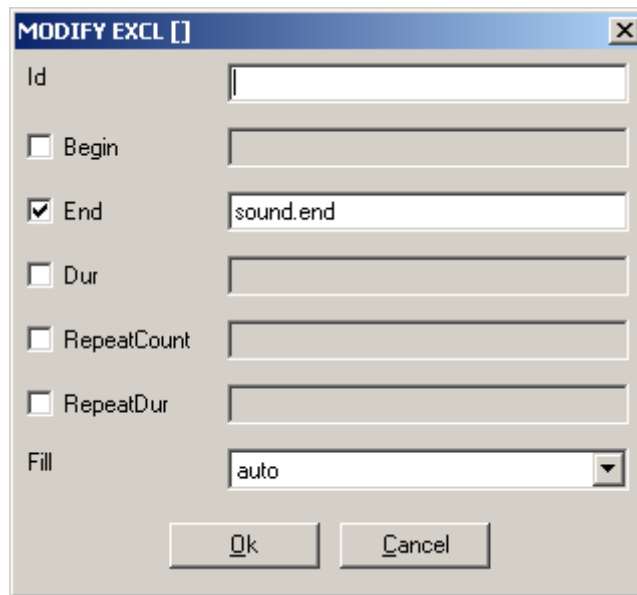 MODIFY EXCL []
Id
Begin
End sound.end
Dur
RepeatCount
RepeatDur
Fill auto
Ok Cancel